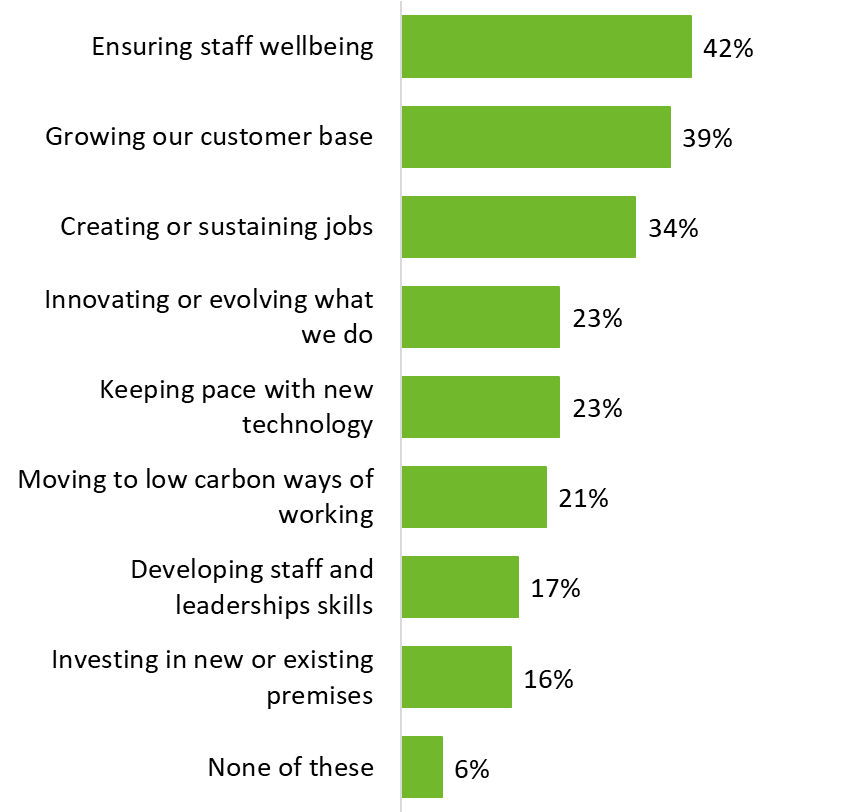 Ensuring staff wellbeing
42%
Growing our customer base
39%
Creating or sustaining jobs
34%
Innovating or evolving what
we do
23%
Keeping pace with new
technology
23%
Moving to low carbon ways of
working
21%
Developing staff and
leaderships skills
17%
Investing in new or existing
premises
16%
None of these
6%